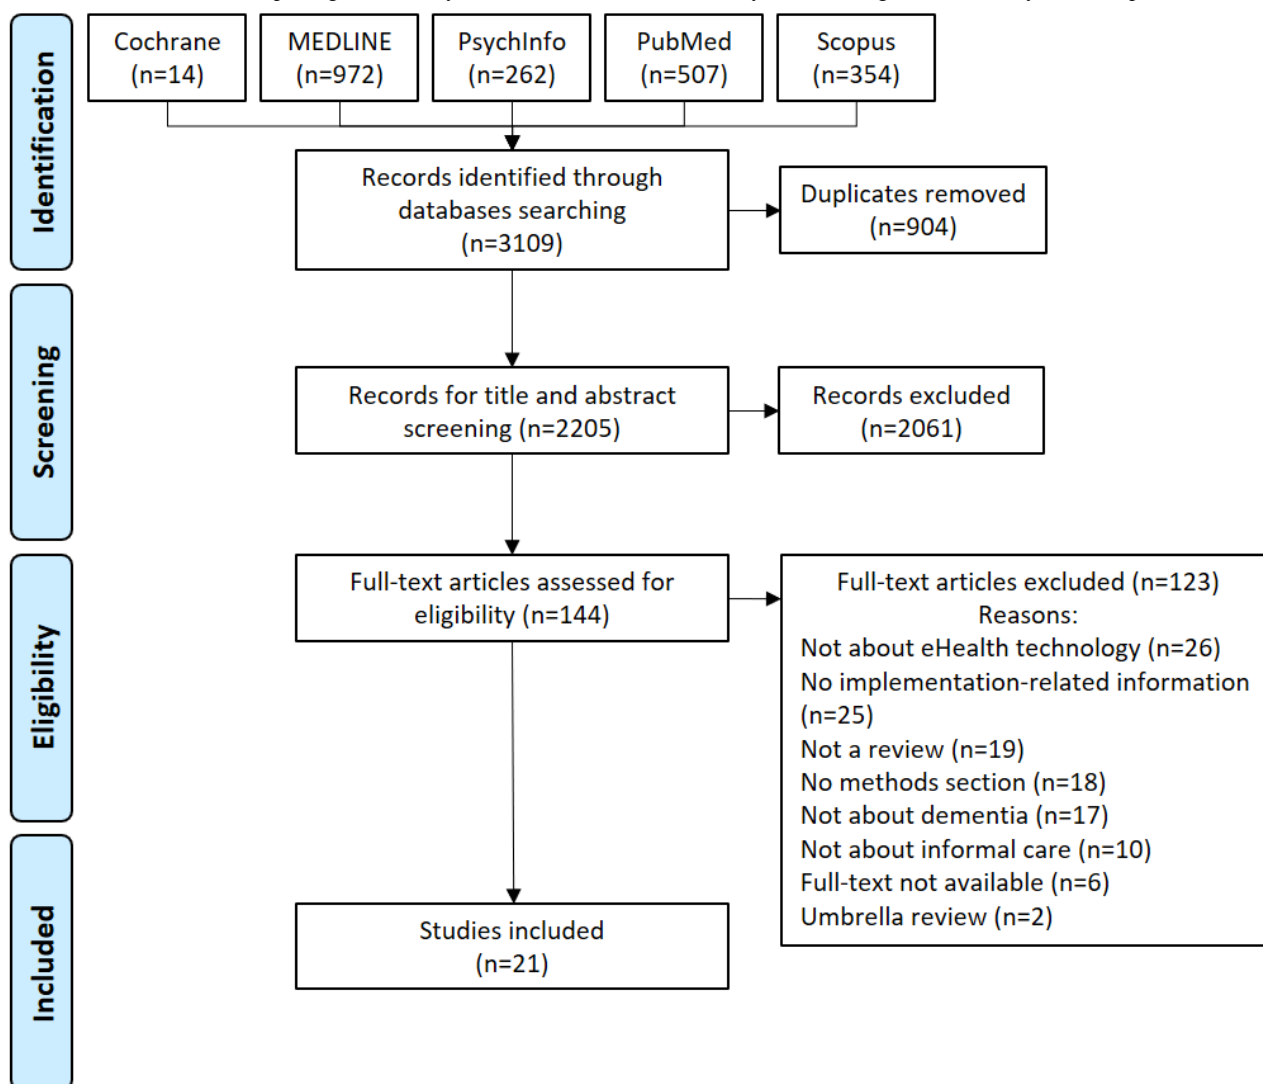 Identification
Cochrane
(n=14)
MEDLINE
(n=972)
PsychInfo
(n=262)
PubMed
(n=507)
Scopus
(n=354)
Records identified through
databases searching
(n=3109)
Duplicates removed
(n=904)
Screening
Records for title and abstract
screening (n=2205)
Records excluded
(n=2061)
Eligibility
Full-text articles assessed for
eligibility (n=144)
Full-text articles excluded (n=123)
Reasons:
Not about eHealth technology (n=26)
No implementation-related information
(n=25)
Not a review (n=19)
No methods section (n=18)
Not about dementia (n=17)
Not about informal care (n=10)
Full-text not available (n=6)
Umbrella review (n=2)
Included
Studies included
(n=21)